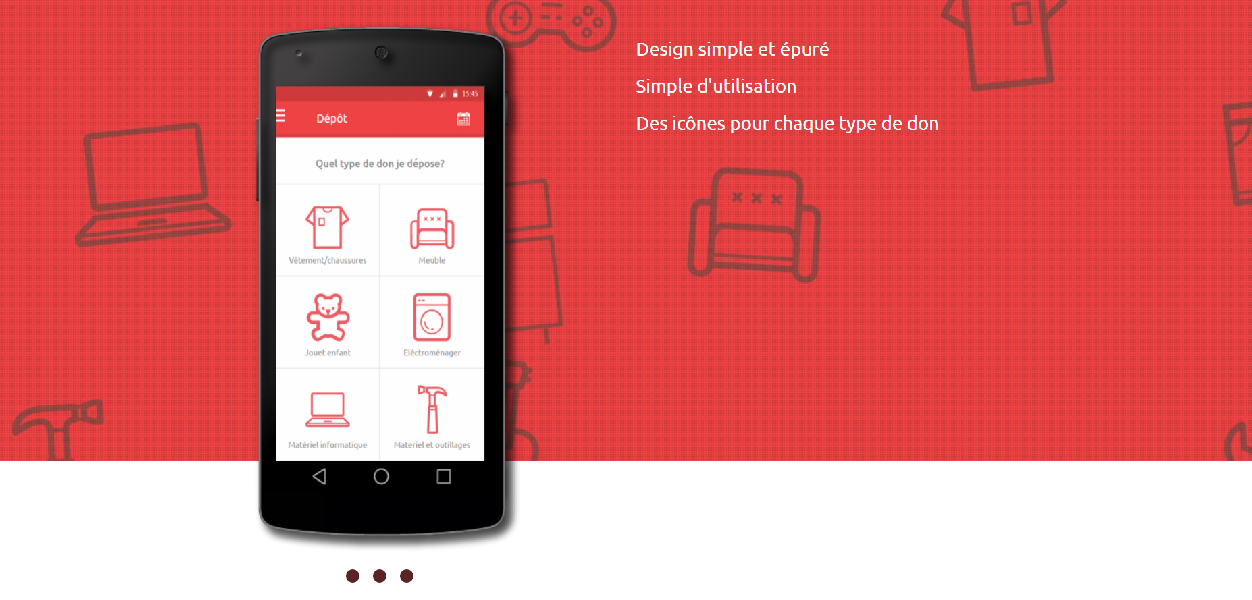 Design simple et épuré
Simple d'utilisation
Des icônes pour chaque type de don
15:45
Dépôt
Quel type de don je dépose?
Vêtement/chaussures
Meuble
Jouet enfant
Eléctroménager
Matériel informatique
Materiel et outillages